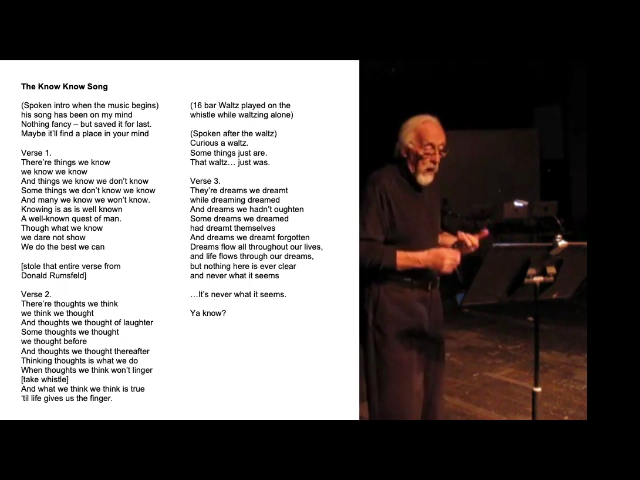 The Know Know Song
(Spoken intro when the music begins)
his song has been on my mind
Nothing fancy – but saved it for last.
Maybe it'll find a place in your mind
Verse 1.
There're things we know
we know we know
And things we know we don't know
Some things we don't know we know
And many we know we won't know.
Knowing is as is well known
A well-known quest of man.
Though what we know
we dare not show
We do the best we can
[stole that entire verse from
Donald Rumsfeld]
Verse 2.
There're thoughts we think
we think we thought
And thoughts we thought of laughter
Some thoughts we thought
we thought before
And thoughts we thought thereafter
Thinking thoughts is what we do
When thoughts we think won't linger
[take whistle]
And what we think we think is true
'til life gives us the finger.
(16 bar Waltz played on the
whistle while waltzing alone)
(Spoken after the waltz)
Curious a waltz.
Some things just are.
That waltz… just was.
Verse 3.
They're dreams we dreamt
while dreaming dreamed
And dreams we hadn't oughten
Some dreams we dreamed
had dreamt themselves
And dreams we dreamt forgotten
Dreams flow all throughout our lives,
and life flows through our dreams,
but nothing here is ever clear
and never what it seems
…It's never what it seems.
Ya know?